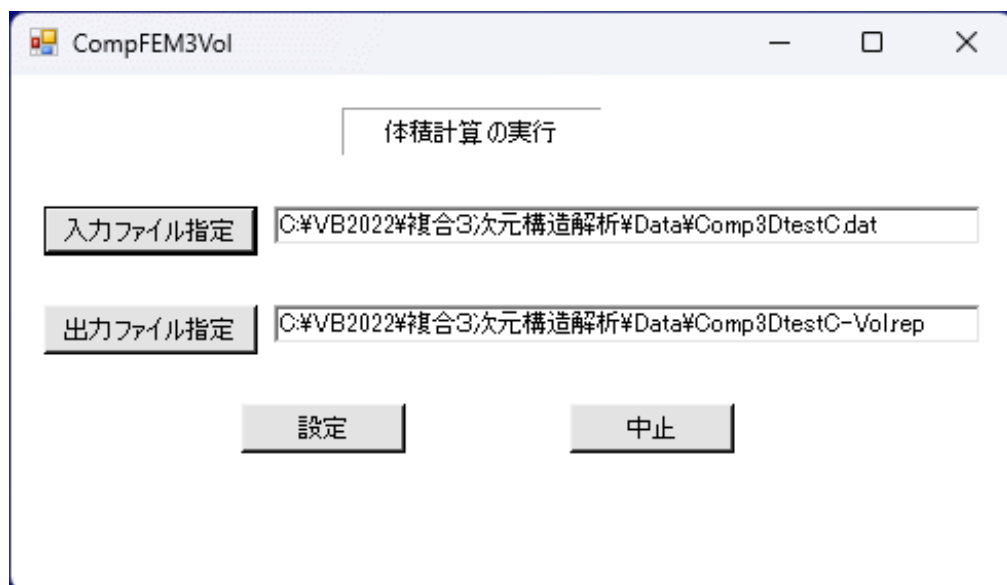 CompFEM3Vol
体積計算の実行
入力ファイル指定 C:¥VB2022¥複合3次元構造解析¥Data¥Comp3DtestC.dat
出力ファイル指定 C:¥VB2022¥複合3次元構造解析¥Data¥Comp3DtestC-Vol.rep
設定 中止